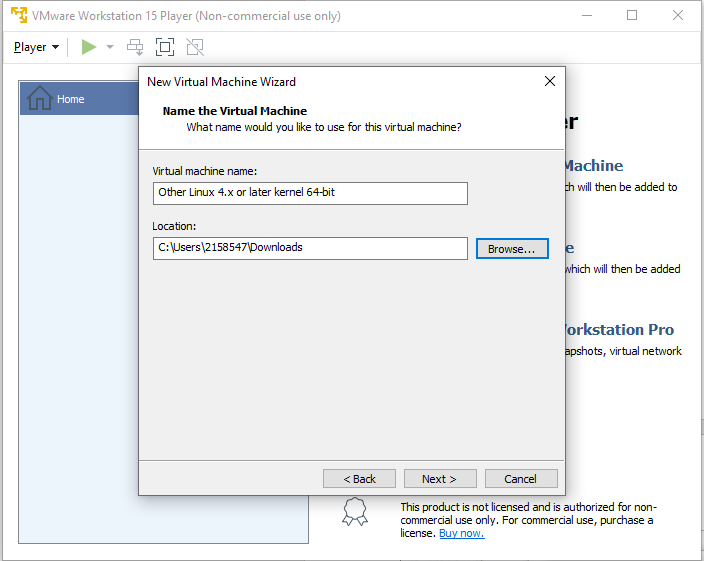 VMware Workstation 15 Player (Non-commercial use only)
Player
Home
New Virtual Machine Wizard
Name the Virtual Machine
What name would you like to use for this virtual machine?
Virtual machine name:
Other Linux 4.x or later kernel 64-bit
Location:
C:\Users\2158547\Downloads
Browse...
< Back
Next >
Cancel
er
Machine
ch will then be added to
e
which will then be added
orkstation Pro
apshots, virtual network
This product is not licensed and is authorized for non-
commercial use only. For commercial use, purchase a
license. Buy now.